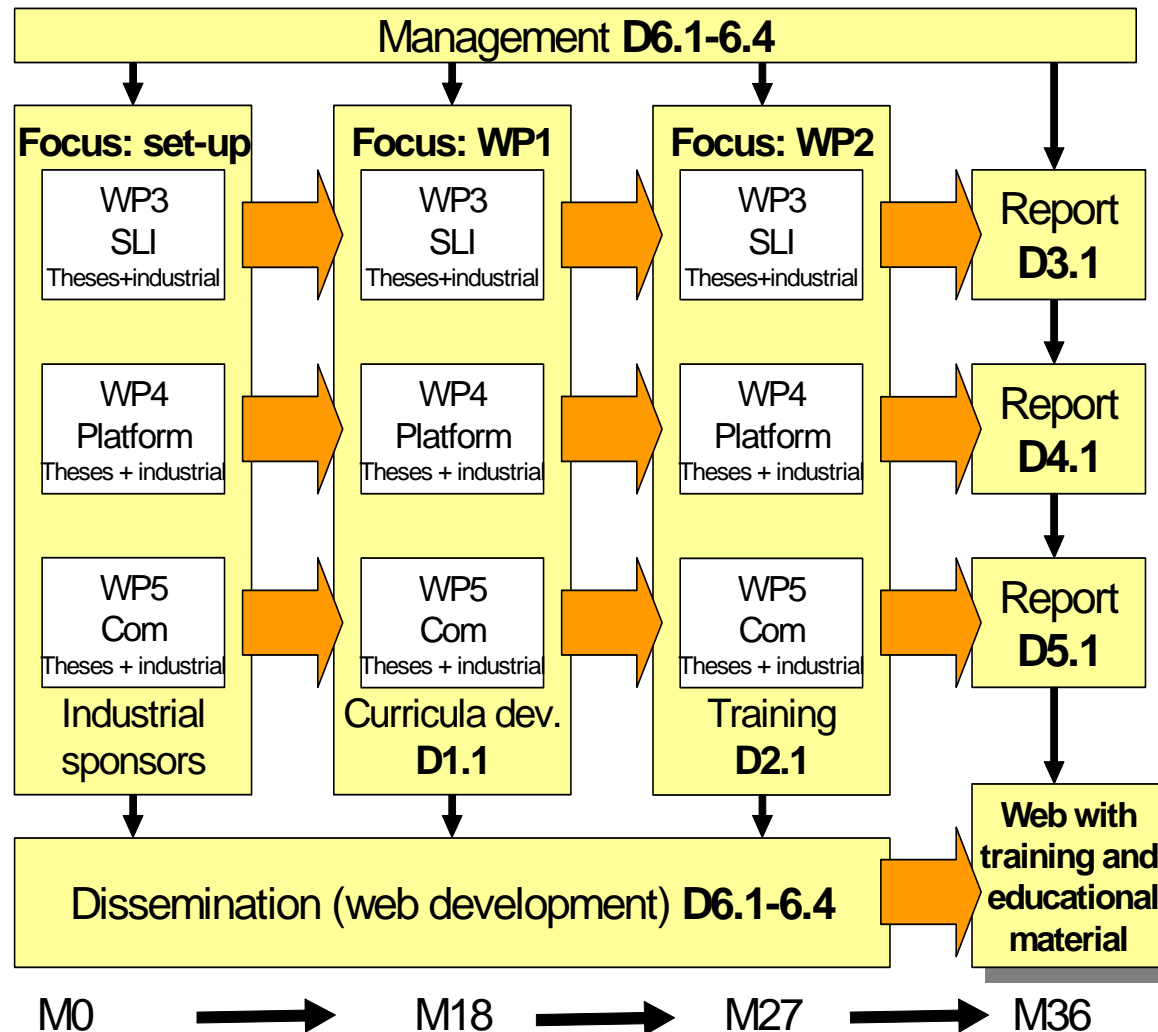 Management D6.1-6.4
Focus: set-up
WP3
SLI
Theses+industrial
WP4
Platform
Theses + industrial
WP5
Com
Theses + industrial
Industrial
sponsors
Focus: WP1
WP3
SLI
Theses+industrial
WP4
Platform
Theses + industrial
WP5
Com
Theses + industrial
Curricula dev.
D1.1
Focus: WP2
WP3
SLI
Theses+industrial
WP4
Platform
Theses + industrial
WP5
Com
Theses + industrial
Training
D2.1
Report
D3.1
Report
D4.1
Report
D5.1
Web with
training and
educational
material
Dissemination (web development) D6.1-6.4
M0 M18 M27 M36